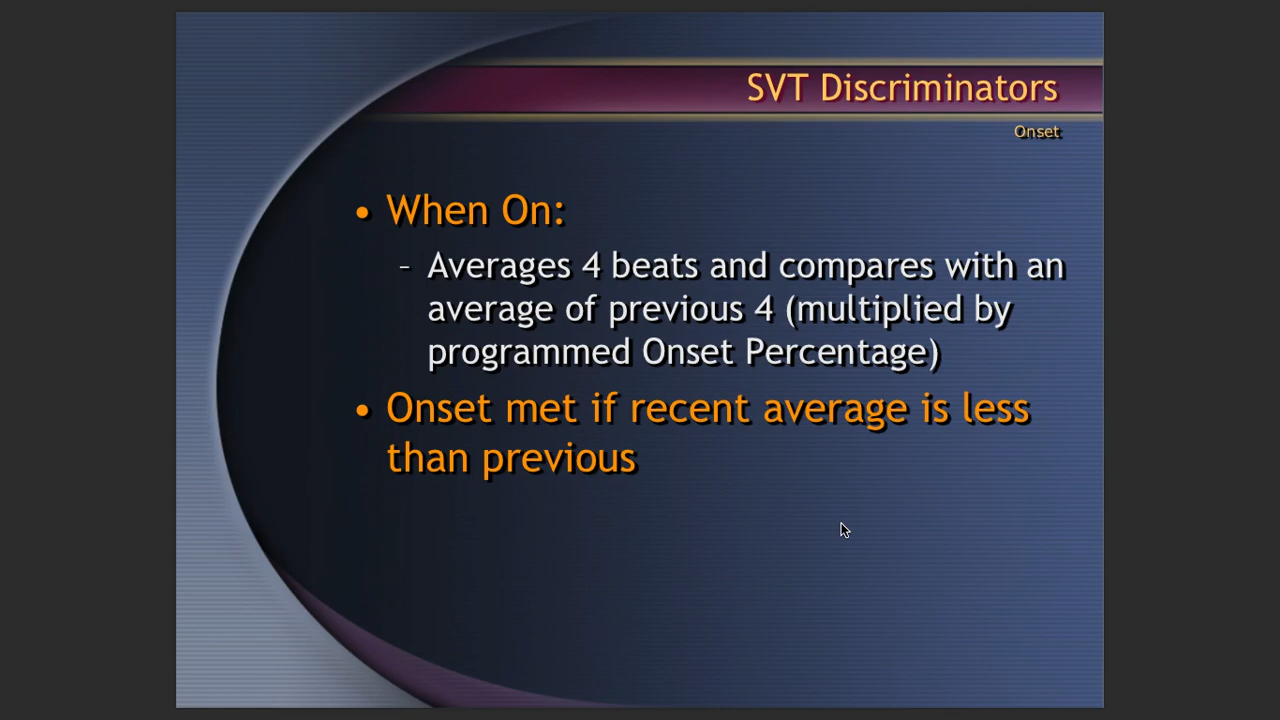 SVT Discriminators
Onset
• When On:
– Averages 4 beats and compares with an
average of previous 4 (multiplied by
programmed Onset Percentage)
• Onset met if recent average is less
than previous